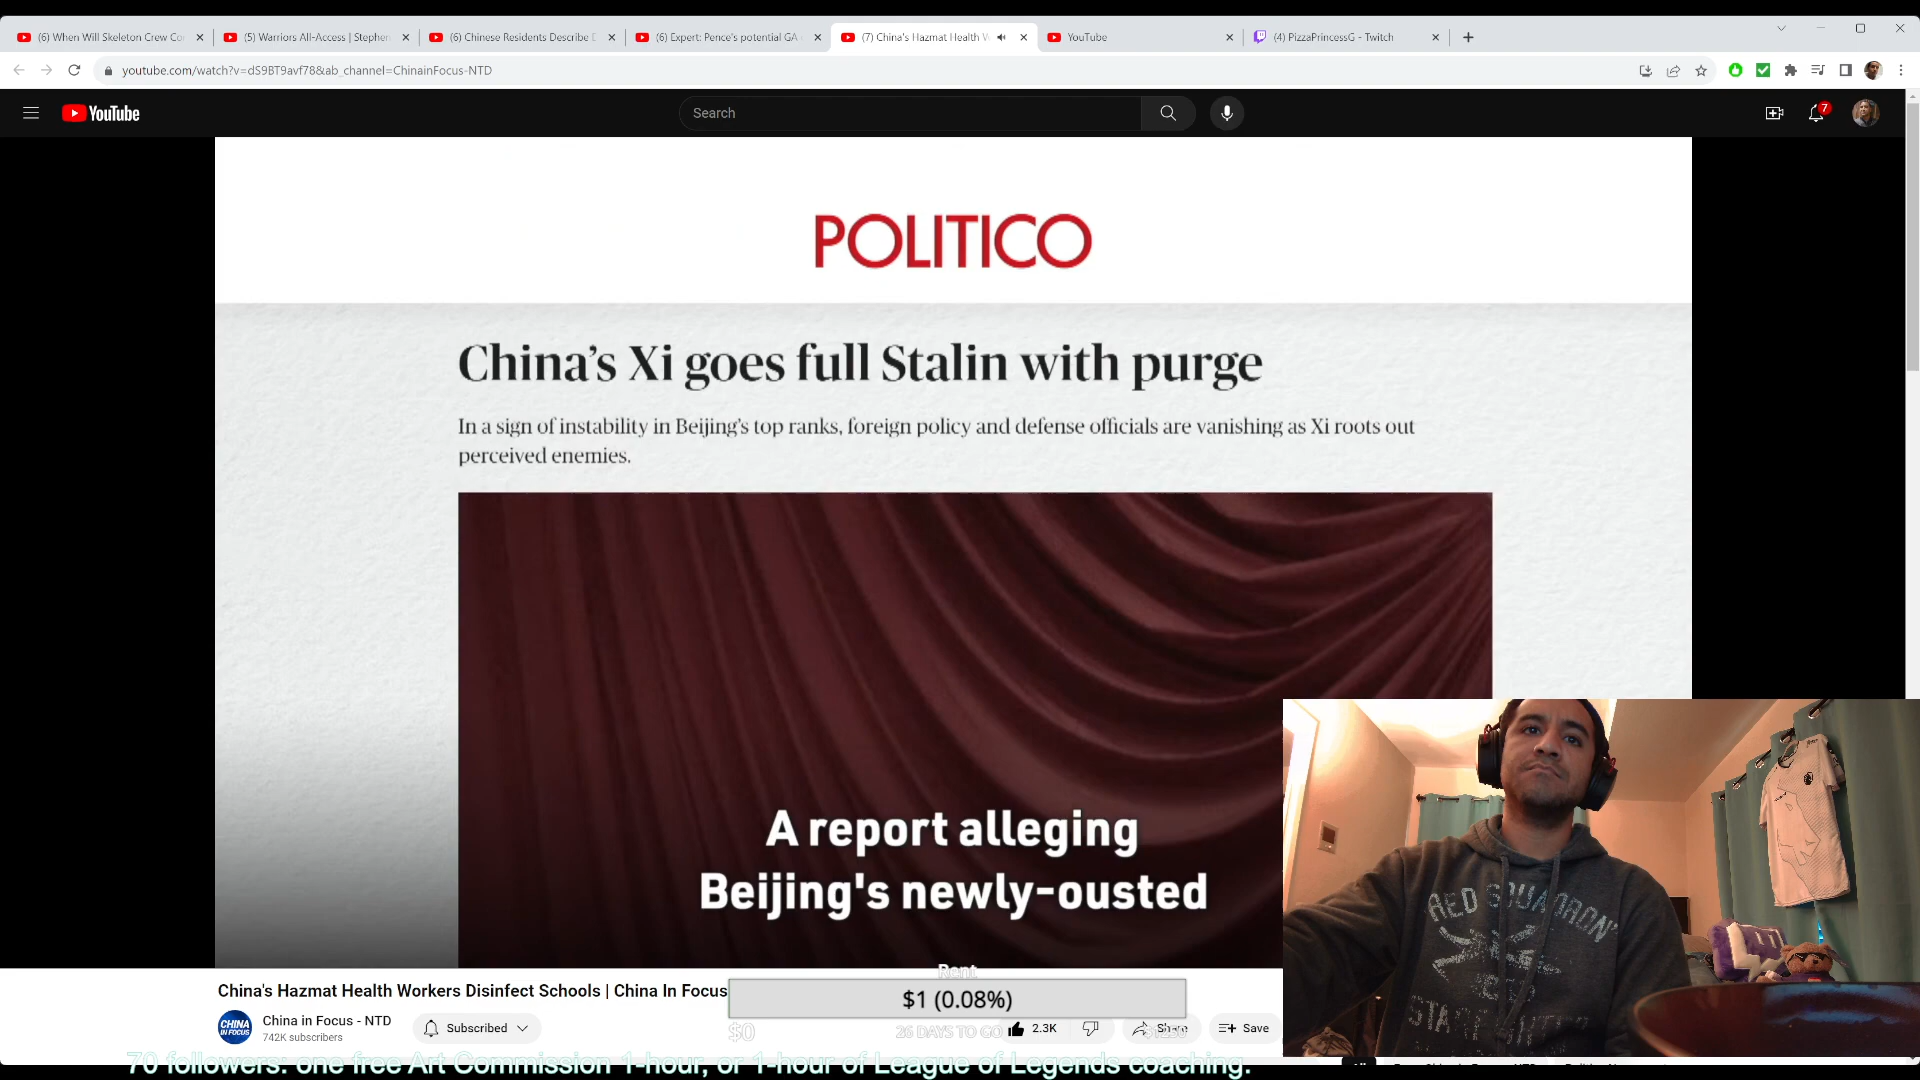 (6) When Will Skeleton Crew Co
(5) Warriors All-Access | Stephen
(6) Chinese Residents Describe D
(6) Expert: Pence's potential GA
(7) China's Hazmat Health W
YouTube
(4) PizzaPrincessG - Twitch
youtube.com/watch?v=dS9BT9avf78&ab_channel=ChinainFocus-NTD
YouTube
Search
7
POLITICO
China's Xi goes full Stalin with purge
In a sign of instability in Beijing's top ranks, foreign policy and defense officials are vanishing as Xi roots out
perceived enemies.
A report alleging
Beijing's newly-ousted
Rent
$1 (0.08%)
$0
26 DAYS TO GO
China's Hazmat Health Workers Disinfect Schools | China In Focus
CHINA
IN FOCUS
China in Focus - NTD
742K subscribers
Subscribed
2.3K
Share
Save
70 followers: one free Art Commission 1-hour, or 1-hour of League of Legends coaching.
RED SQUADRON